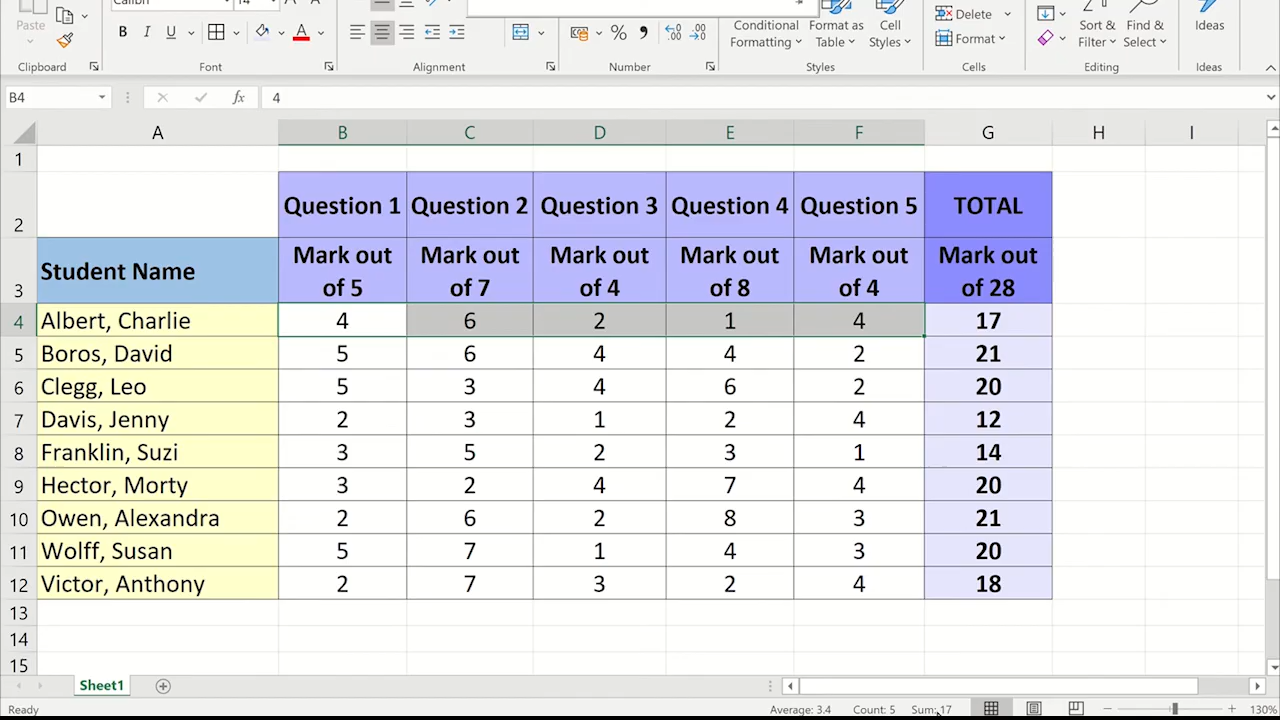 Calibri 14
Paste
B I U A
Conditional Formatting
Format as Table
Cell Styles
Delete
Format
Sort & Filter
Find & Select
Ideas
Clipboard Font Alignment Number Styles Cells Editing Ideas
B4 fx 4
A B C D E F G H I
1
2 Question 1 Question 2 Question 3 Question 4 Question 5 TOTAL
3 Student Name Mark out of 5 Mark out of 7 Mark out of 4 Mark out of 8 Mark out of 4 Mark out of 28
4 Albert, Charlie 4 6 2 1 4 17
5 Boros, David 5 6 4 4 2 21
6 Clegg, Leo 5 3 4 6 2 20
7 Davis, Jenny 2 3 1 2 4 12
8 Franklin, Suzi 3 5 2 3 1 14
9 Hector, Morty 3 2 4 7 4 20
10 Owen, Alexandra 2 6 2 8 3 21
11 Wolff, Susan 5 7 1 4 3 20
12 Victor, Anthony 2 7 3 2 4 18
13
14
15
Sheet1
Ready Average: 3.4 Count: 5 Sum: 17 130%